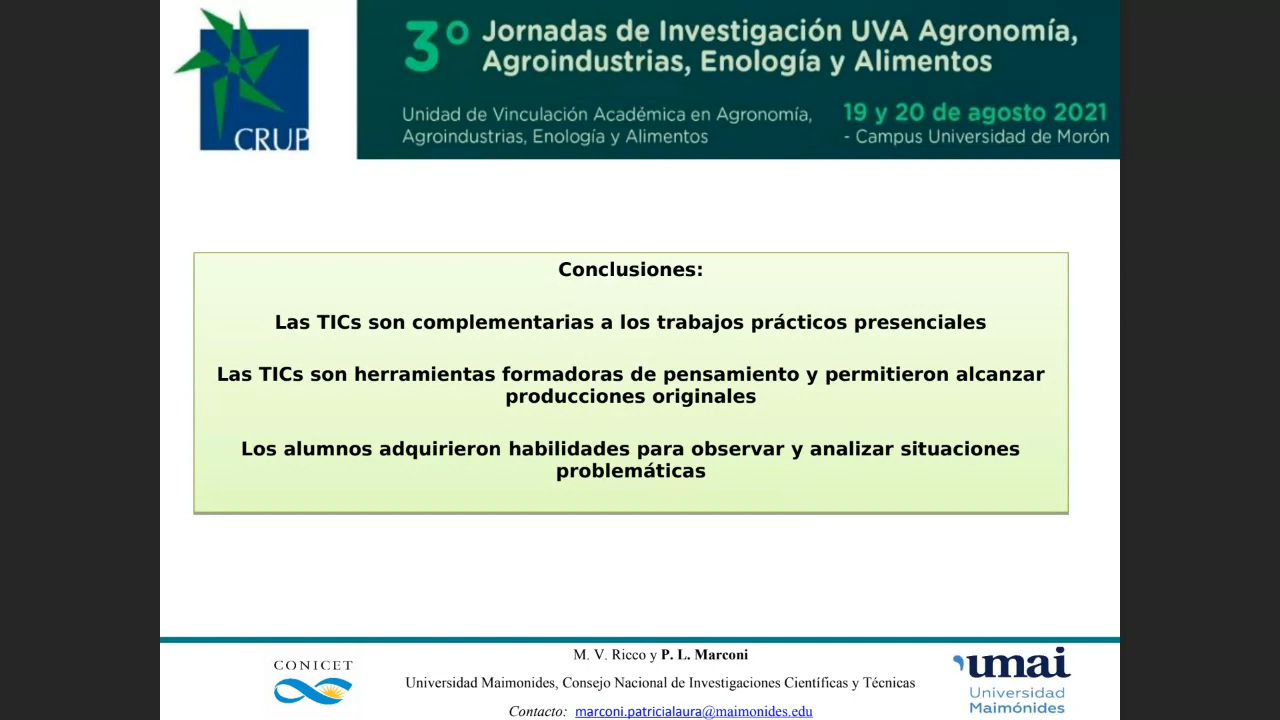 CRUP
3º Jornadas de Investigación UVA Agronomía,
Agroindustrias, Enología y Alimentos
Unidad de Vinculación Académica en Agronomía,
Agroindustrias, Enología y Alimentos
19 y 20 de agosto 2021
- Campus Universidad de Morón
Conclusiones:
Las TICs son complementarias a los trabajos prácticos presenciales
Las TICs son herramientas formadoras de pensamiento y permitieron alcanzar
producciones originales
Los alumnos adquirieron habilidades para observar y analizar situaciones
problemáticas
CONICET
M. V. Ricco y P. L. Marconi
Universidad Maimonides, Consejo Nacional de Investigaciones Científicas y Técnicas
Contacto: marconi.patricialaura@maimonides.edu
umai
Universidad
Maimónides